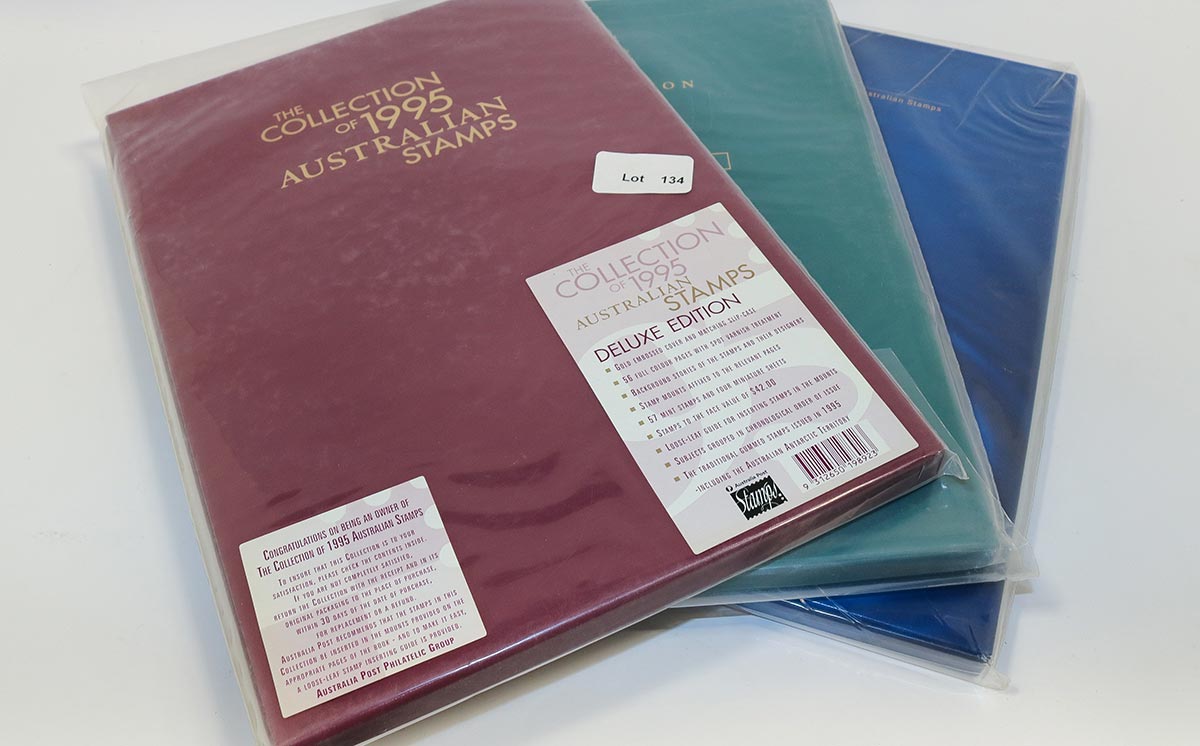 THE
COLLECTION
OF 1995
AUSTRALIAN
STAMPS
ON
Australian Stamps
Lot 134
THE
COLLECTION
OF 1995
AUSTRALIAN
STAMPS
DELUXE EDITION
GOLD EMBOSSED COVER AND MATCHING SLIP CASE
56 FULL COLOUR PAGES WITH SPOT VARNISH TREATMENT
BACKGROUND STORIES OF THE STAMPS AND THEIR DESIGNERS
STAMP MOUNTS AFFIXED TO THE RELEVANT PAGES
57 MINT STAMPS AND FOUR MINIATURE SHEETS
STAMPS TO THE FACE VALUE OF $42.00
LOOSE-LEAF GUIDE FOR INSERTING STAMPS IN THE MOUNTS
SUBJECTS GROUPED IN CHRONOLOGICAL ORDER OF ISSUE
THE TRADITIONAL GUMMED STAMPS ISSUED IN 1995
-INCLUDING THE AUSTRALIAN ANTARCTIC TERRITORY
Australia Post
Stamps!
9 312650 198923
CONGRATULATIONS ON BEING AN OWNER OF
THE COLLECTION OF 1995 AUSTRALIAN STAMPS
TO ENSURE THAT THIS COLLECTION IS TO YOUR
SATISFACTION, PLEASE CHECK THE CONTENTS INSIDE.
IF YOU ARE NOT COMPLETELY SATISFIED,
RETURN THE COLLECTION WITH THE RECEIPT AND IN ITS
ORIGINAL PACKAGING TO THE PLACE OF PURCHASE,
WITHIN 30 DAYS OF THE DATE OF PURCHASE,
FOR REPLACEMENT OR A REFUND.
AUSTRALIA POST RECOMMENDS THAT THE STAMPS IN THIS
COLLECTION BE INSERTED IN THE MOUNTS PROVIDED ON THE
APPROPRIATE PAGES OF THE BOOK - AND TO MAKE IT EASY,
A LOOSE-LEAF STAMP INSERTING GUIDE IS PROVIDED.
AUSTRALIA POST PHILATELIC GROUP